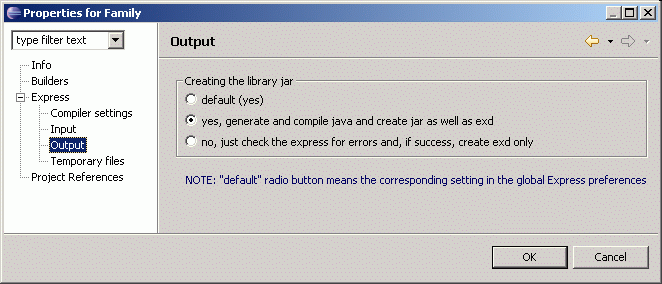 Properties for Family
type filter text
Info
Builders
Express
Compiler settings
Input
Output
Temporary files
Project References
Output
Creating the library jar
default (yes)
yes, generate and compile java and create jar as well as exd
no, just check the express for errors and, if success, create exd only
NOTE: "default" radio button means the corresponding setting in the global Express preferences
OK
Cancel